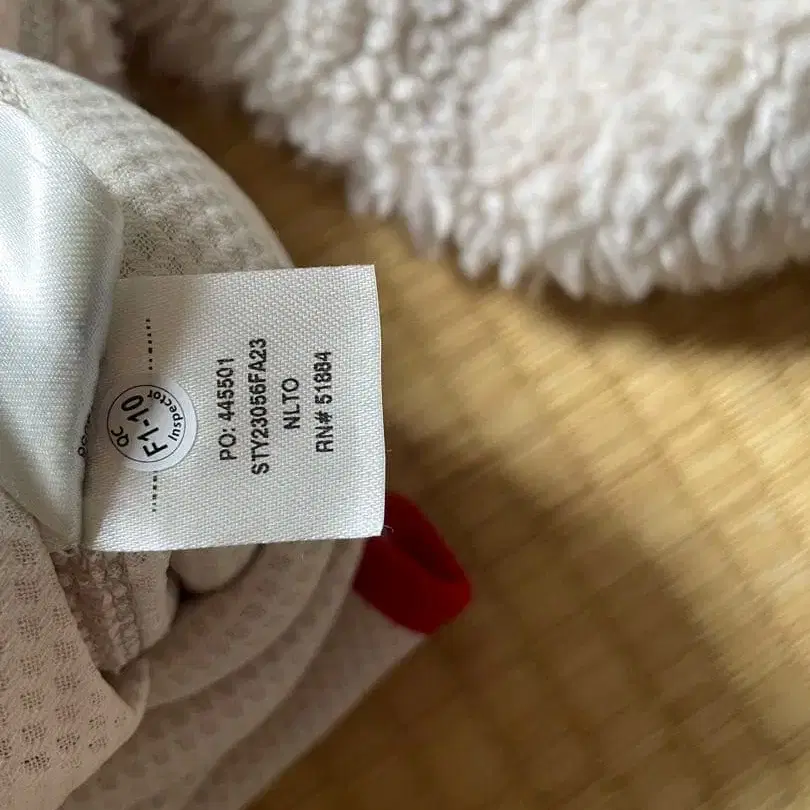 PO: 445501
STY23056FA23
NLTO
RN# 51884
QC
F1-10
Inspector